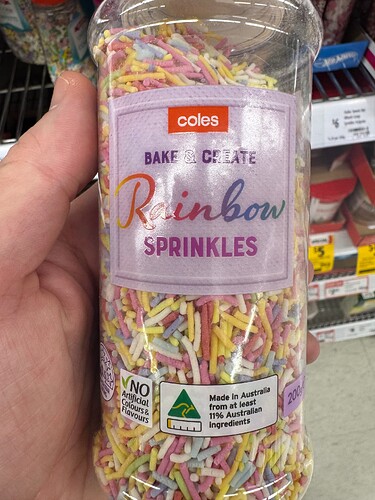 coles
BAKE & CREATE
Rainbow
SPRINKLES
NO
Artificial
Colours &
Flavours
Made in Australia
from at least
11% Australian
ingredients
200
$5